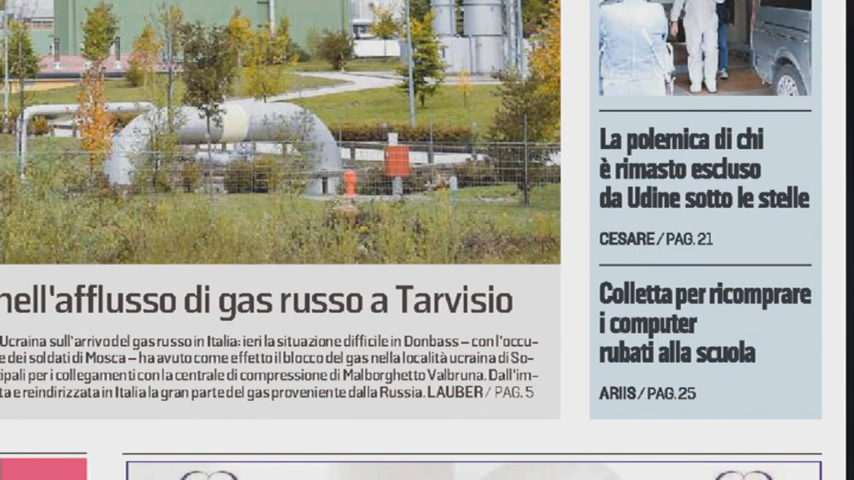 nell'afflusso di gas russo a Tarvisio
Ucraina sull'arrivo del gas russo in Italia: ieri la situazione difficile in Donbass – con l'occu-
e dei soldati di Mosca – ha avuto come effetto il blocco del gas nella località ucraina di So-
ipali per i collegamenti con la centrale di compressione di Malborghetto Valbruna. Dall'im-
ta e reindirizzata in Italia la gran parte del gas proveniente dalla Russia. LAUBER / PAG. 5
La polemica di chi
è rimasto escluso
da Udine sotto le stelle
CESARE / PAG. 21
Colletta per ricomprare
i computer
rubati alla scuola
ARIIS / PAG. 25